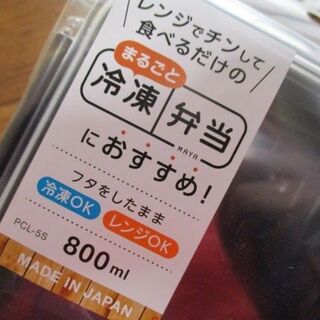 レンジでチンして
食べるだけの
まるごと
冷凍弁当
MAYA
におすすめ!
フタをしたまま
冷凍OK レンジOK
PCL-5S 800ml
MADE IN JAPAN